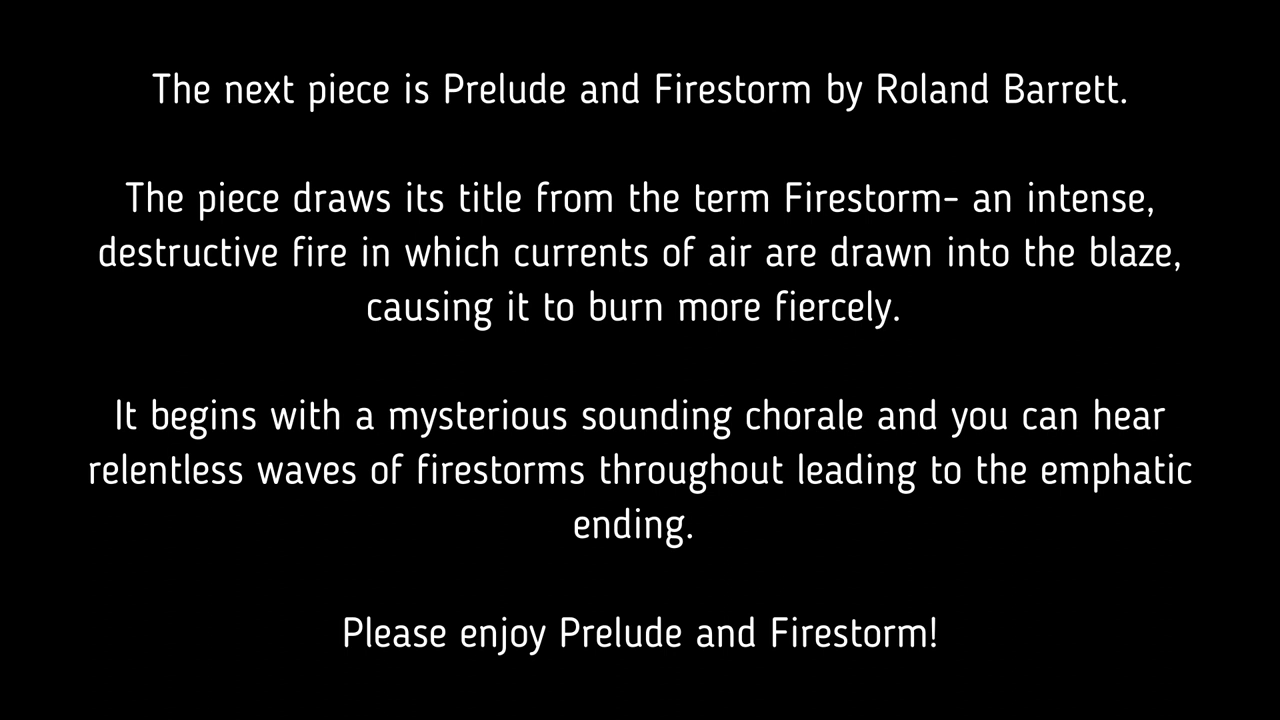 The next piece is Prelude and Firestorm by Roland Barrett.
The piece draws its title from the term Firestorm- an intense,
destructive fire in which currents of air are drawn into the blaze,
causing it to burn more fiercely.
It begins with a mysterious sounding chorale and you can hear
relentless waves of firestorms throughout leading to the emphatic
ending.
Please enjoy Prelude and Firestorm!